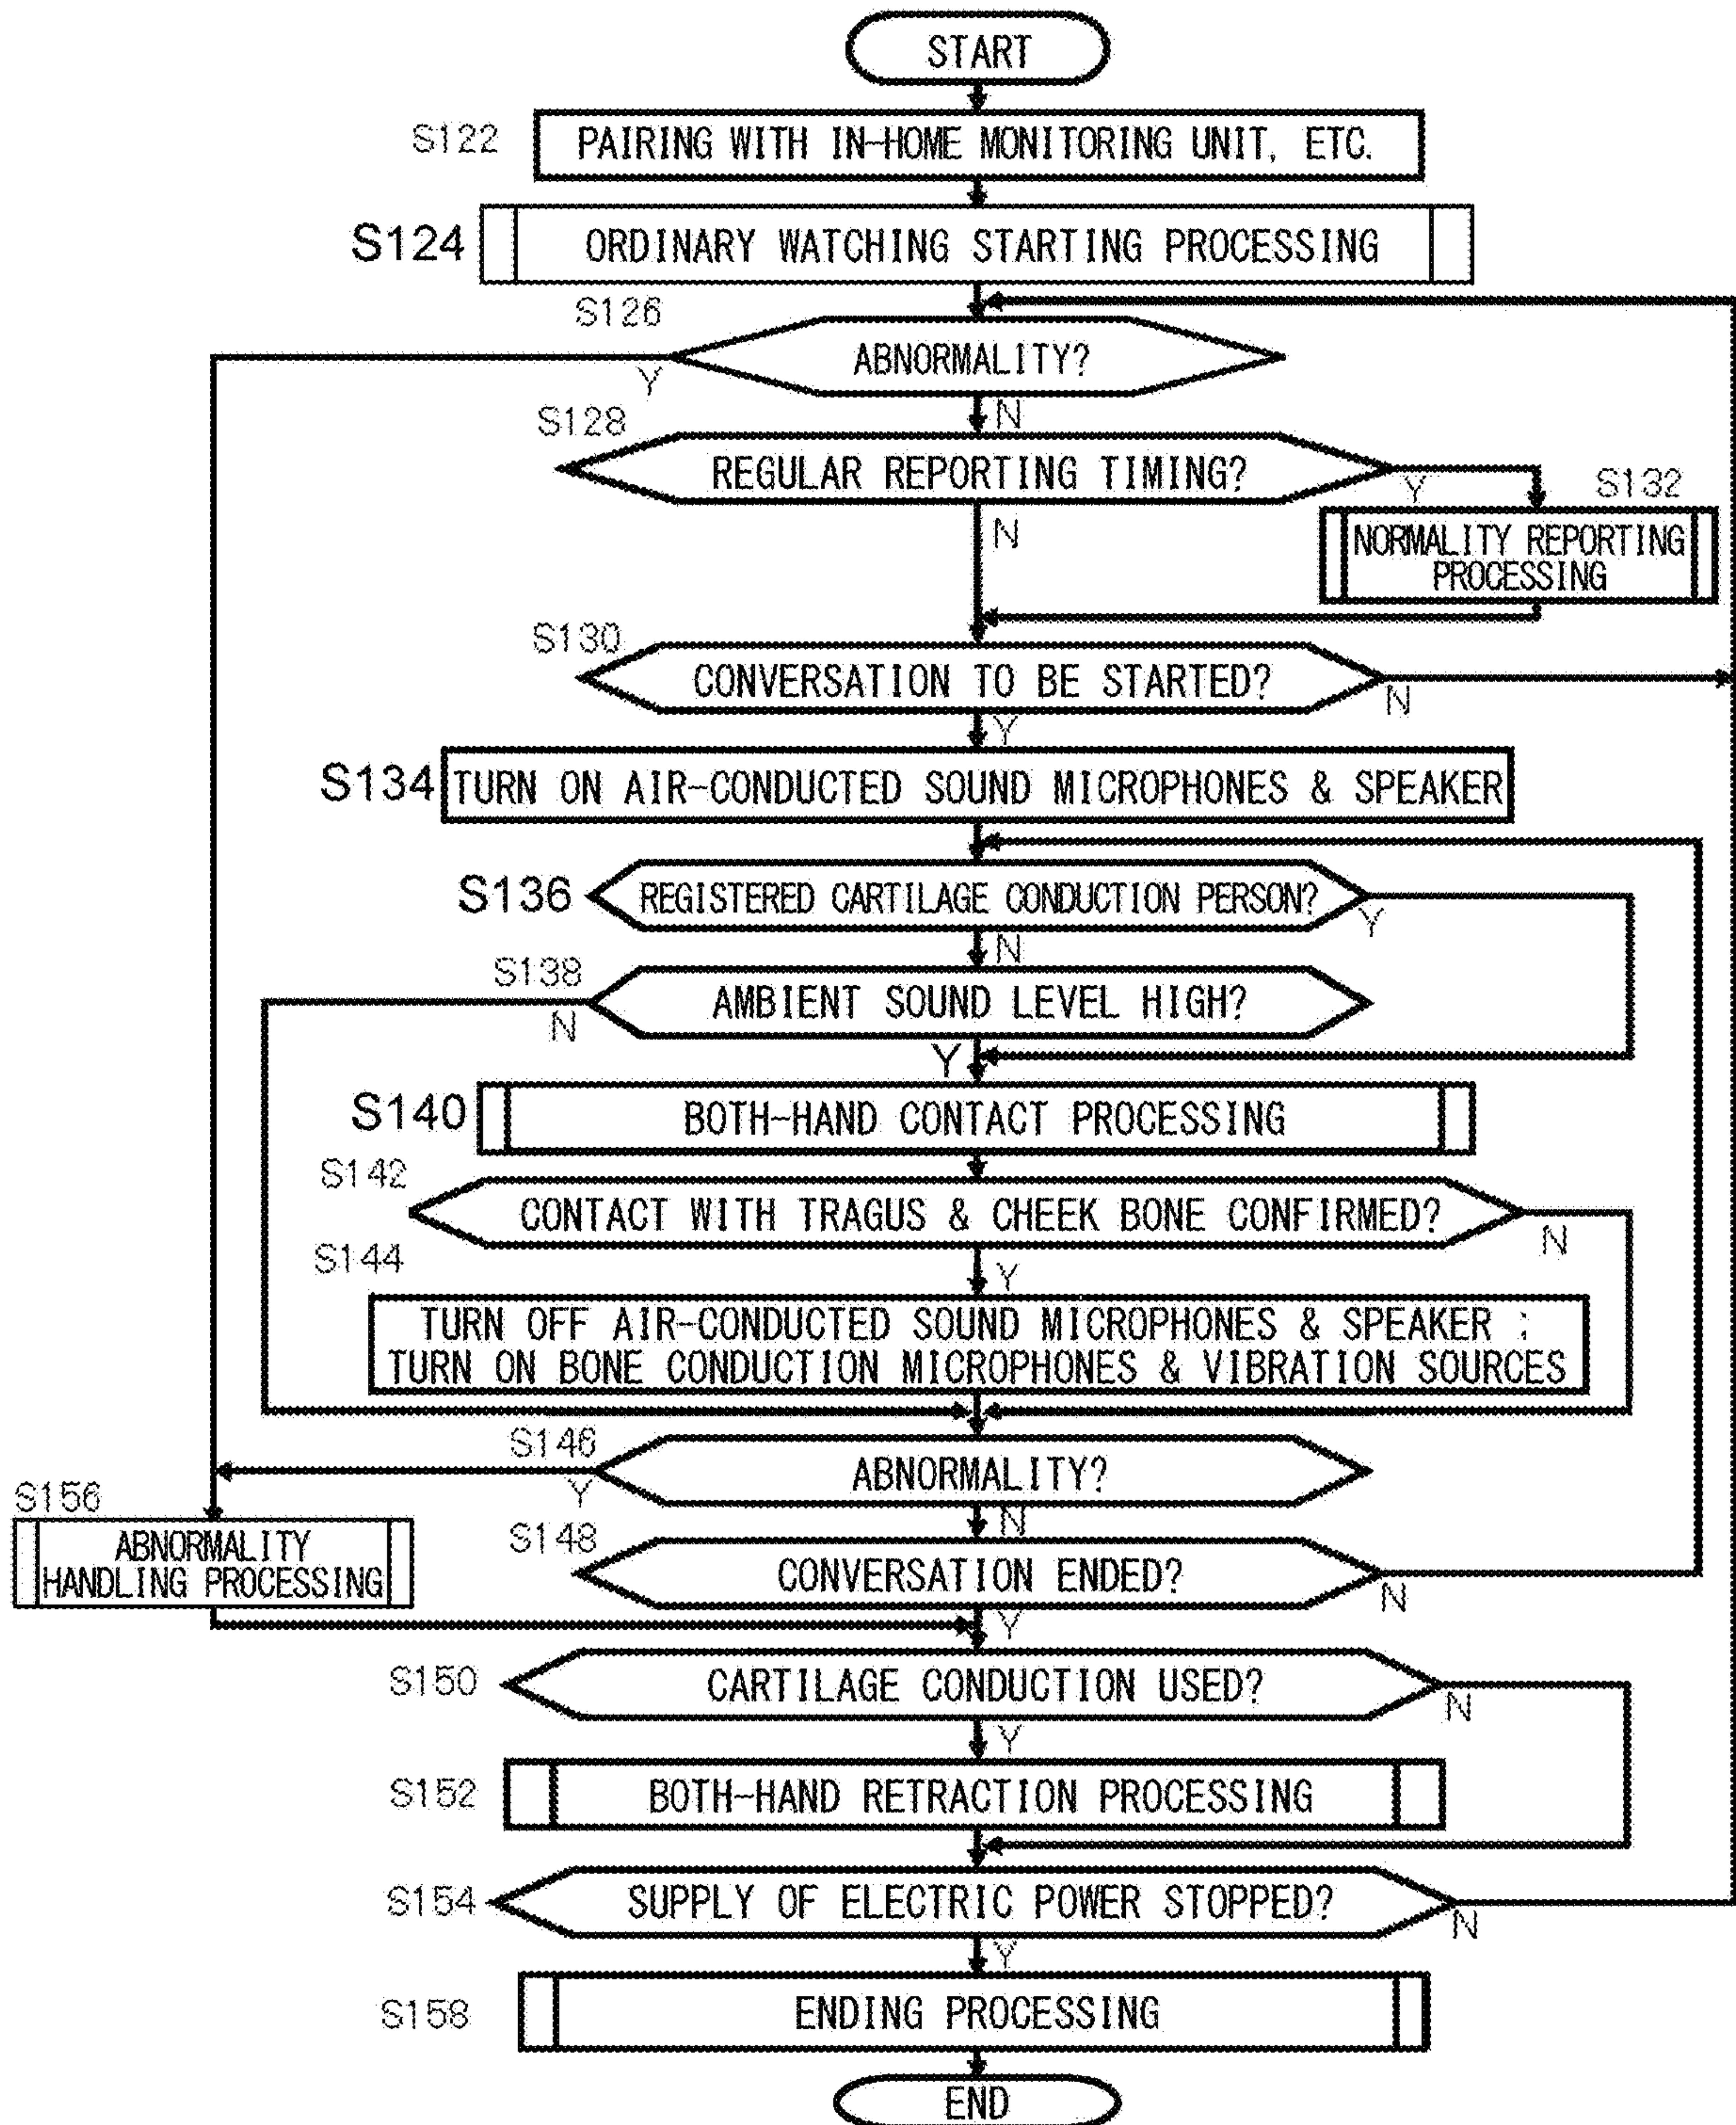 START
S122
PAIRING WITH IN-HOME MONITORING UNIT, ETC.
S124
ORDINARY WATCHING STARTING PROCESSING
S126
ABNORMALITY?
Y
N
S128
REGULAR REPORTING TIMING?
Y
N
S132
NORMALITY REPORTING
PROCESSING
S130
CONVERSATION TO BE STARTED?
N
Y
S134
TURN ON AIR-CONDUCTED SOUND MICROPHONES & SPEAKER
S136
REGISTERED CARTILAGE CONDUCTION PERSON?
Y
N
S138
AMBIENT SOUND LEVEL HIGH?
N
Y
S140
BOTH-HAND CONTACT PROCESSING
S142
CONTACT WITH TRAGUS & CHEEK BONE CONFIRMED?
N
Y
S144
TURN OFF AIR-CONDUCTED SOUND MICROPHONES & SPEAKER :
TURN ON BONE CONDUCTION MICROPHONES & VIBRATION SOURCES
S146
ABNORMALITY?
Y
N
S156
ABNORMALITY
HANDLING PROCESSING
S148
CONVERSATION ENDED?
N
Y
S150
CARTILAGE CONDUCTION USED?
N
Y
S152
BOTH-HAND RETRACTION PROCESSING
S154
SUPPLY OF ELECTRIC POWER STOPPED?
N
Y
S158
ENDING PROCESSING
END